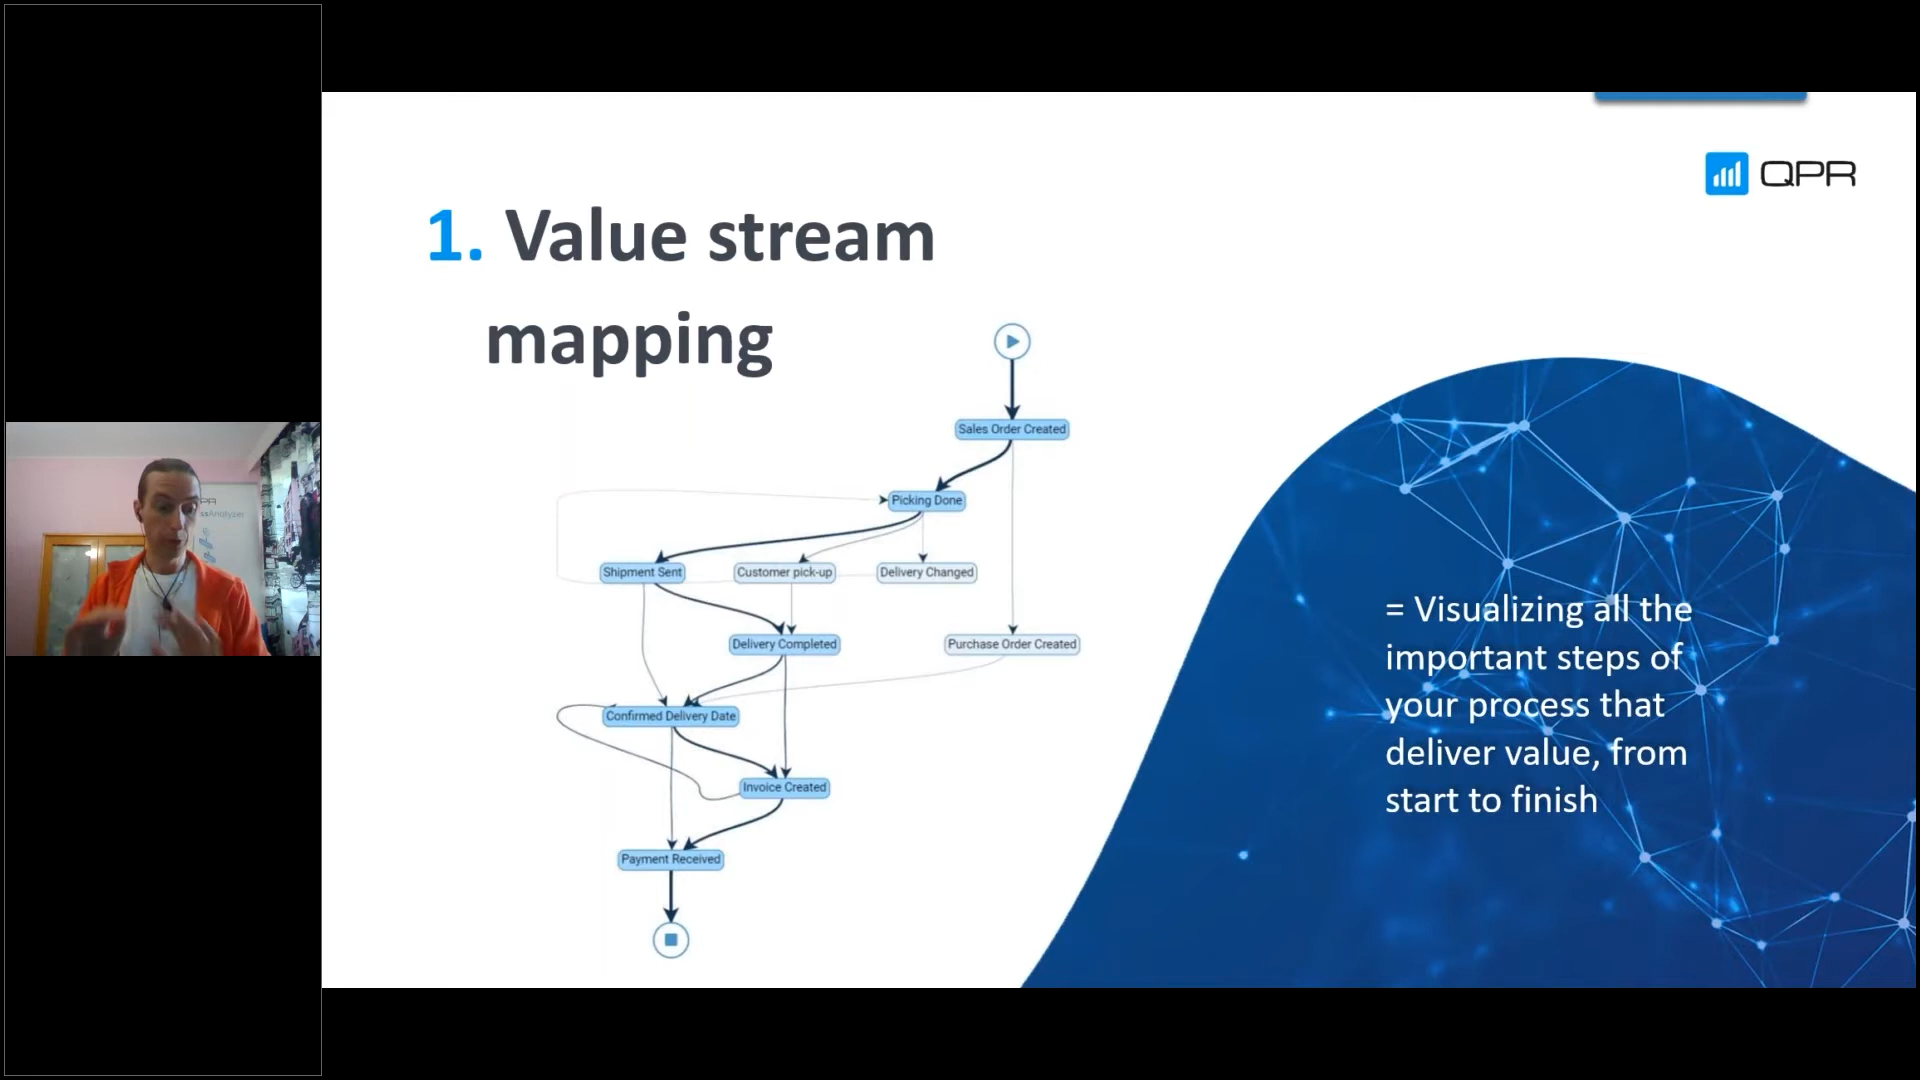 QPR
1. Value stream
mapping
Sales Order Created
Picking Done
Shipment Sent
Customer pick-up
Delivery Changed
Delivery Completed
Purchase Order Created
Confirmed Delivery Date
Invoice Created
Payment Received
= Visualizing all the
important steps of
your process that
deliver value, from
start to finish